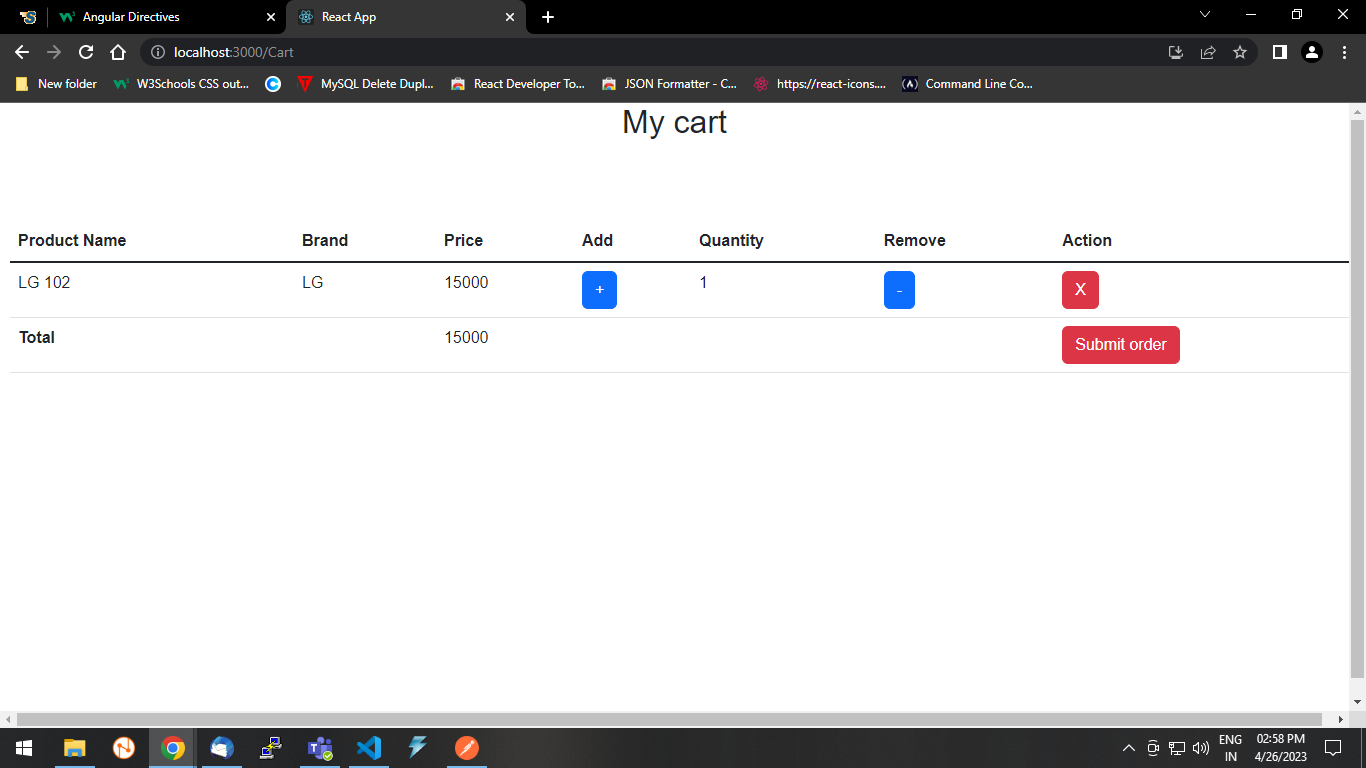 Angular Directives
React App
localhost:3000/Cart
New folder
W3Schools CSS out...
MySQL Delete Dupl...
React Developer To...
JSON Formatter - C...
https://react-icons....
Command Line Co...
My cart
Product Name Brand Price Add Quantity Remove Action
LG 102 LG 15000 + 1 - X
Total 15000 Submit order
ENG 02:58 PM
IN 4/26/2023